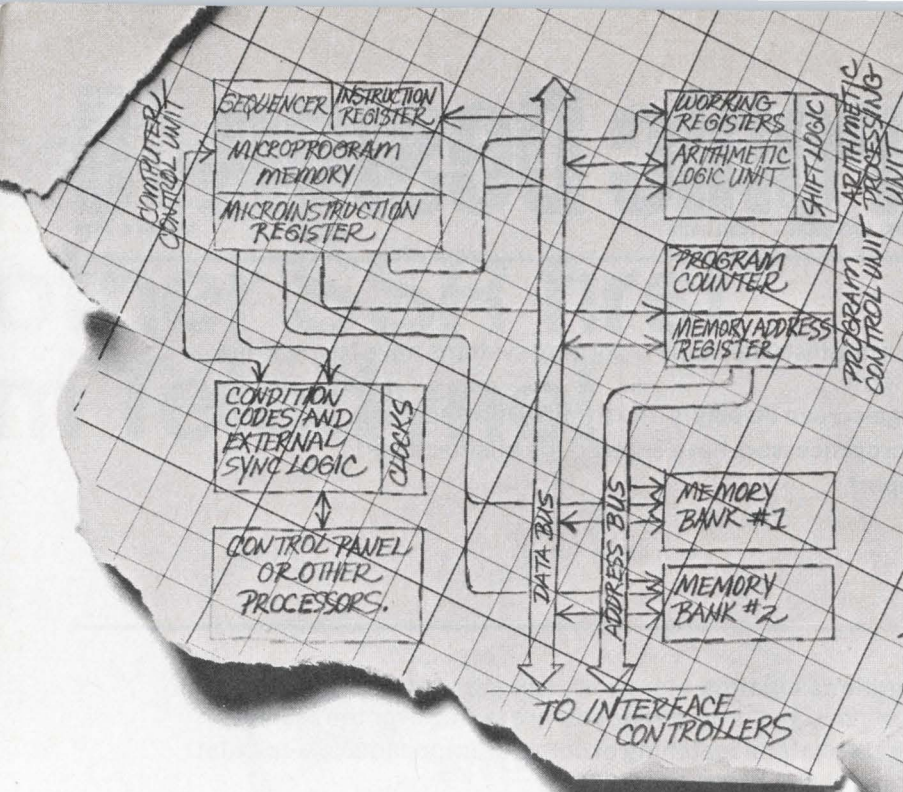 COMPUTER
CONTROL UNIT
SEQUENCER
INSTRUCTION
REGISTER
MICROPROGRAM
MEMORY
MICROINSTRUCTION
REGISTER
WORKING
REGISTERS
ARITHMETIC
LOGIC UNIT
SHIFT LOGIC
ARITHMETIC
PROCESSING
UNIT
PROGRAM
COUNTER
MEMORY ADDRESS
REGISTER
PROGRAM
CONTROL UNIT
CONDITION
CODES AND
EXTERNAL
SYNC LOGIC
CLOCKS
CONTROL PANEL
OR OTHER
PROCESSORS.
DATA BUS
ADDRESS BUS
MEMORY
BANK #1
MEMORY
BANK #2
TO INTERFACE
CONTROLLERS